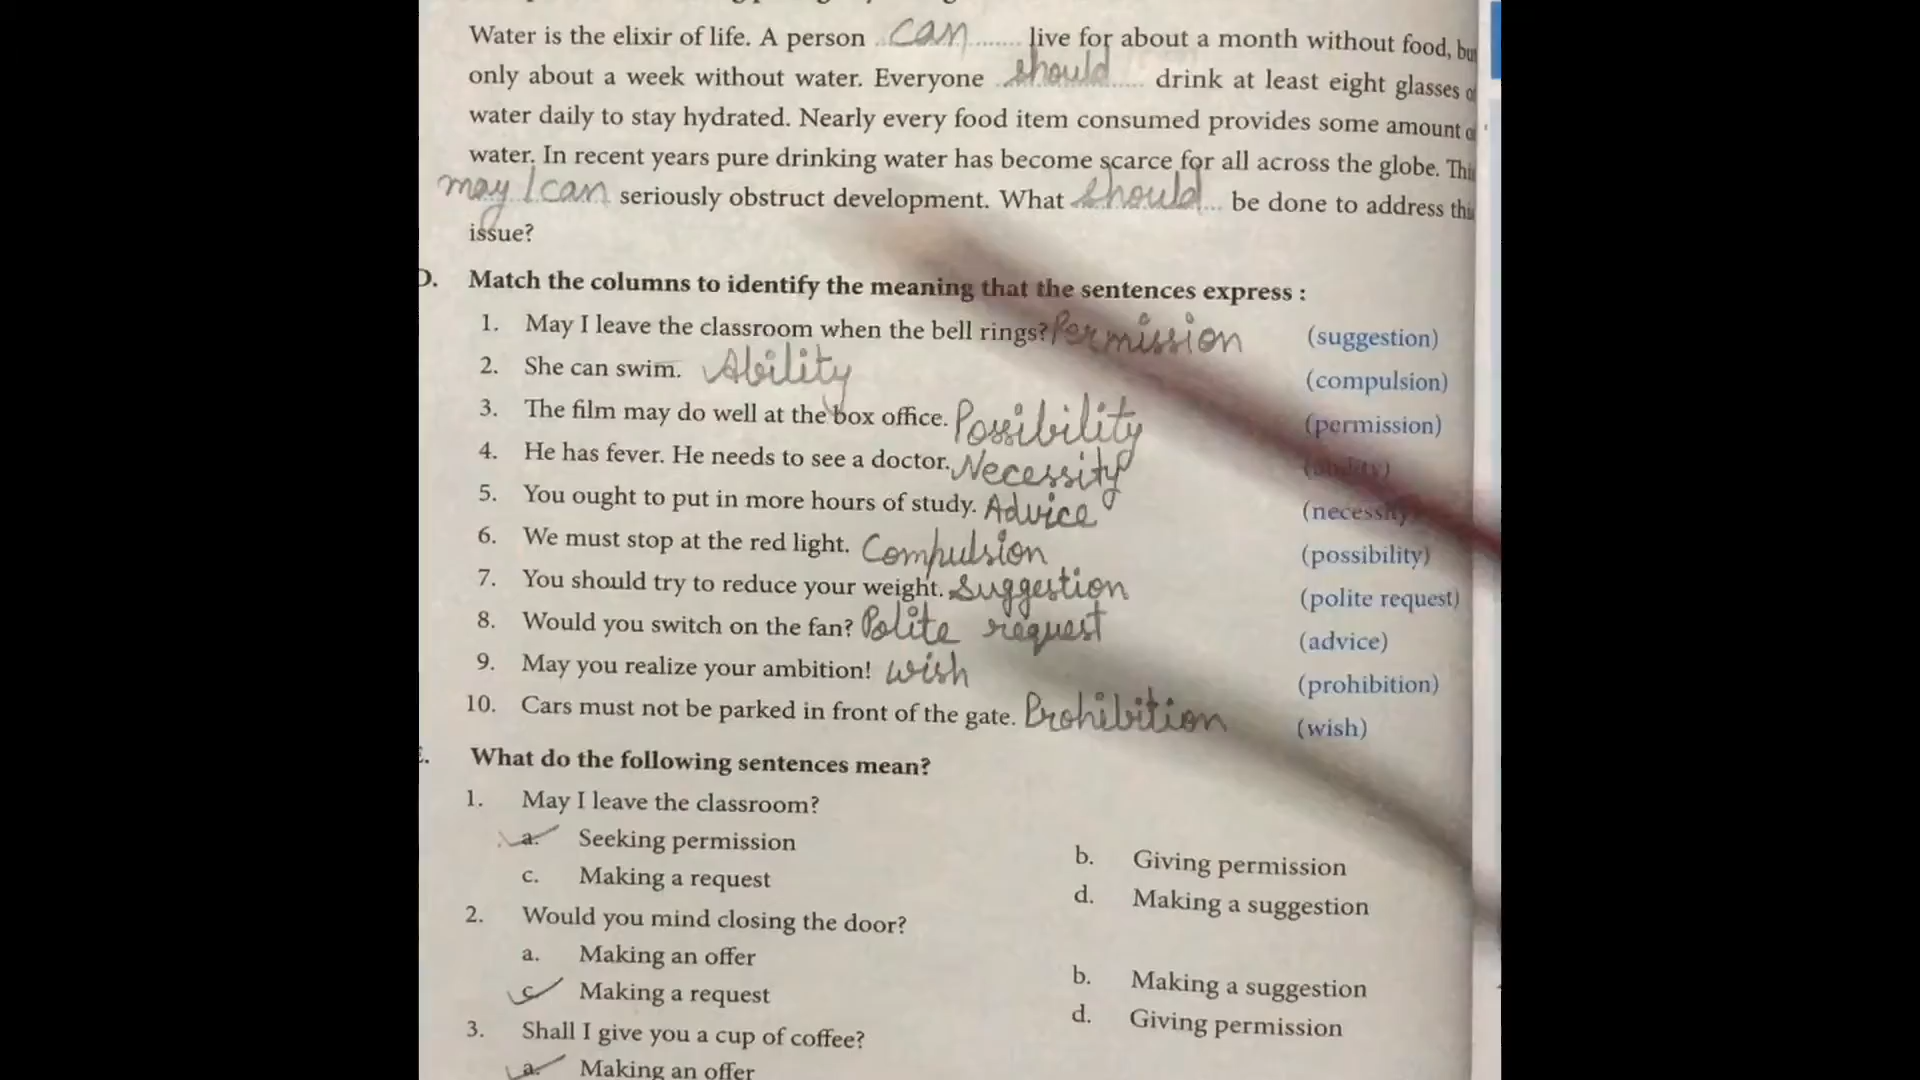 Water is the elixir of life. A person can live for about a month without food, but
only about a week without water. Everyone should drink at least eight glasses
water daily to stay hydrated. Nearly every food item consumed provides some amount
water. In recent years pure drinking water has become scarce for all across the globe. This
may / can seriously obstruct development. What should be done to address this
issue?
D. Match the columns to identify the meaning that the sentences express :
1. May I leave the classroom when the bell rings? Permission (suggestion)
2. She can swim. Ability (compulsion)
3. The film may do well at the box office. Possibility (permission)
4. He has fever. He needs to see a doctor. Necessity (ability)
5. You ought to put in more hours of study. Advice (necessity)
6. We must stop at the red light. Compulsion (possibility)
7. You should try to reduce your weight. Suggestion (polite request)
8. Would you switch on the fan? Polite request (advice)
9. May you realize your ambition! wish (prohibition)
10. Cars must not be parked in front of the gate. Prohibition (wish)
E. What do the following sentences mean?
1. May I leave the classroom?
a. Seeking permission b. Giving permission
c. Making a request d. Making a suggestion
2. Would you mind closing the door?
a. Making an offer b. Making a suggestion
c. Making a request d. Giving permission
3. Shall I give you a cup of coffee?
a. Making an offer